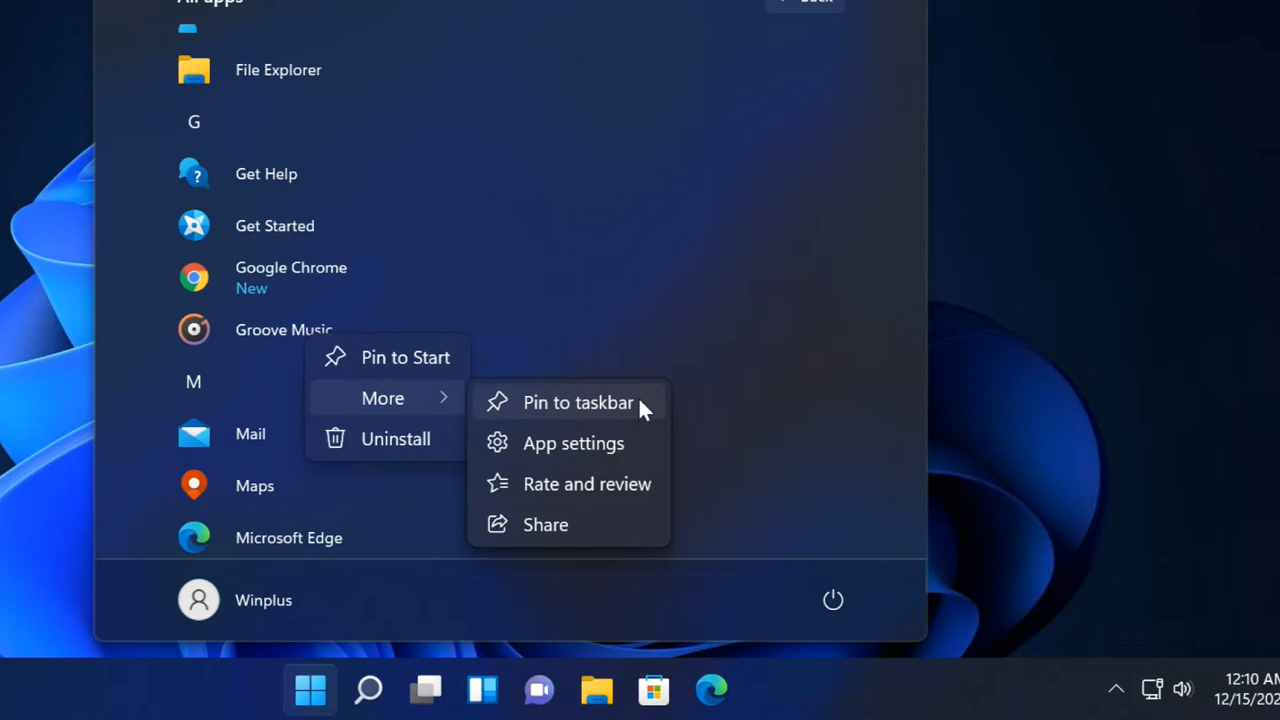 All apps
Back
File Explorer
G
Get Help
Get Started
Google Chrome
New
Groove Music
Pin to Start
M
More
Pin to taskbar
Mail
Uninstall
App settings
Maps
Rate and review
Share
Microsoft Edge
Winplus
12:10
12/15/202